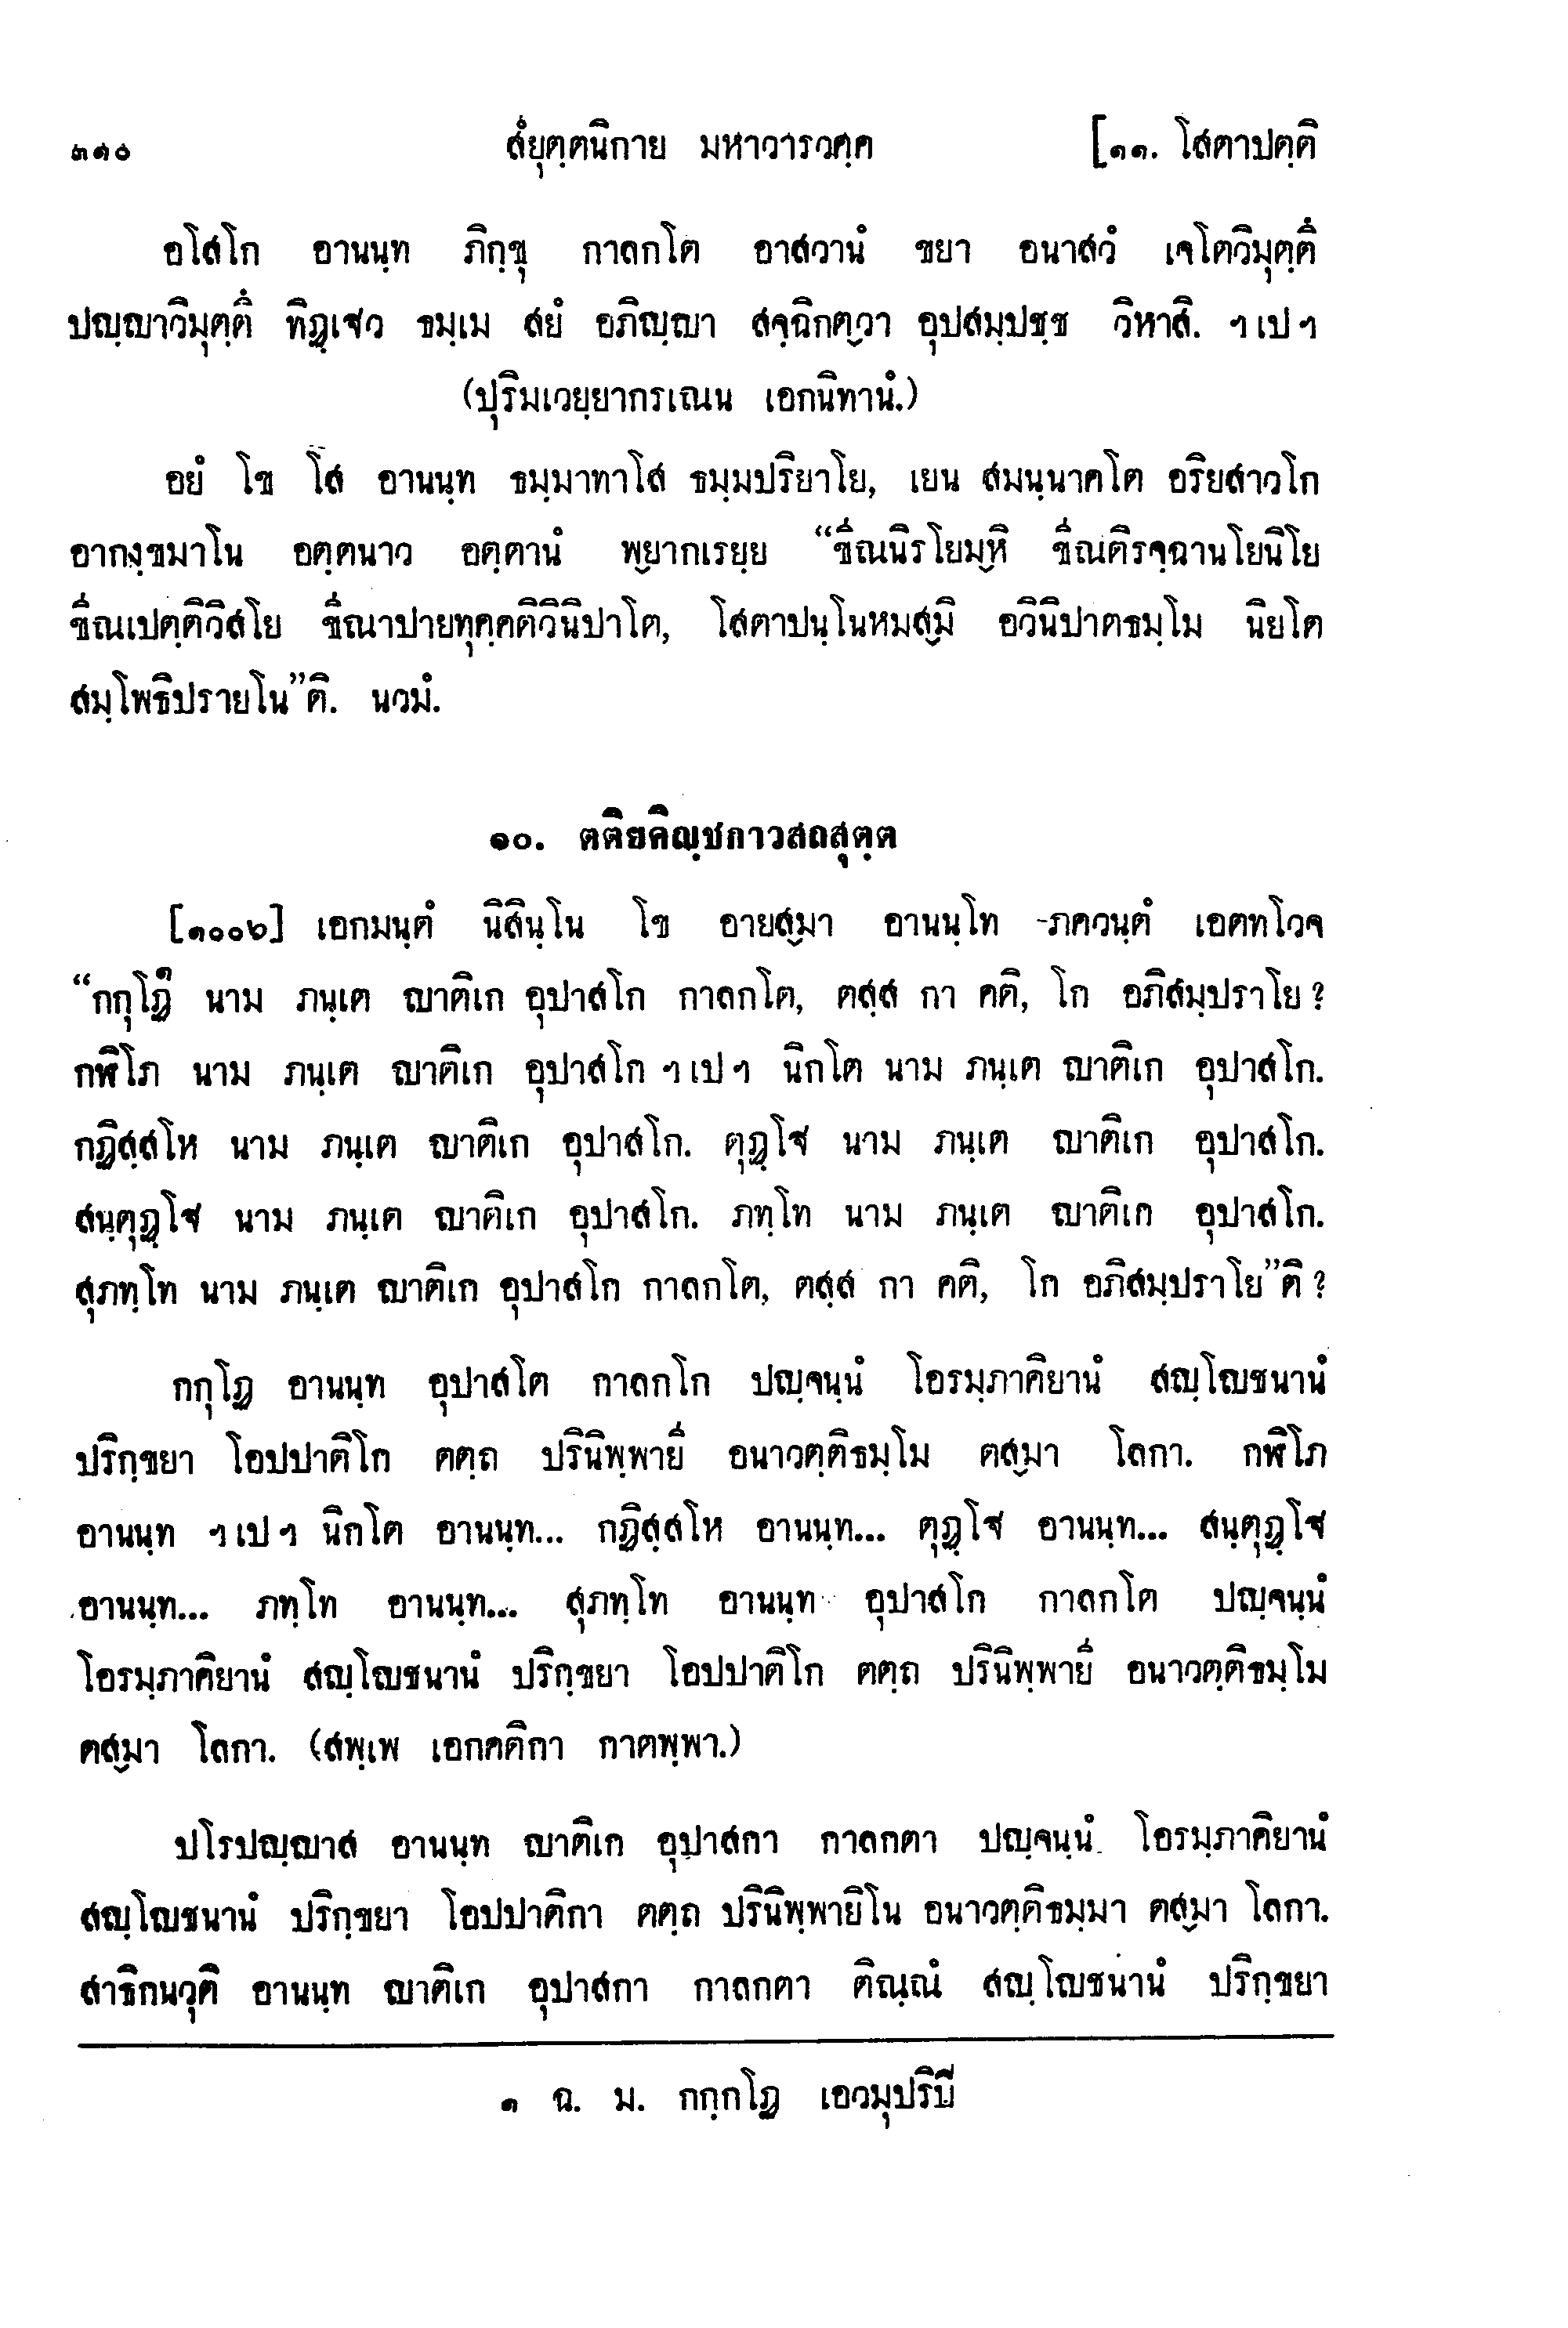 ๓๑๐ สํยุตฺตนิกาย มหาวารวคฺค [๑๑. โสตาปตฺติ
อโสโก อานนฺท ภิกฺขุ กาลกโต อาสวานํ ขยา อนาสวํ เจโตวิมุตฺตึ
ปญฺญาวิมุตฺตึ ทิฏฺเฐว ธมฺเม สยํ อภิญฺญา สจฺฉิกตฺวา อุปสมฺปชฺช วิหาสิ. ฯ เป ฯ
(ปุริมเวยฺยากรเณน เอกนิทานํ.)
อยํ โข โส อานนฺท ธมฺมาทาโส ธมฺมปริยาโย, เยน สมนฺนาคโต อริยสาวโก
อากงฺขมาโน อตฺตนาว อตฺตานํ พฺยากเรยฺย “ขีณนิรโยมฺหิ ขีณติรจฺฉานโยนิโย
ขีณเปตฺติวิสโย ขีณาปายทุคฺคติวินิปาโต, โสตาปนฺโนหมสฺมิ อวินิปาตธมฺโม นิยโต
สมฺโพธิปรายโน”ติ. นวมํ.
๑๐. ตติยคิญฺชกาวสถสุตฺต
[๑๐๐๖] เอกมนฺตํ นิสินฺโน โข อายสฺมา อานนฺโท ภควนฺตํ เอตทโวจ
“กกุโฏ๑ นาม ภนฺเต ญาติเก อุปาสโก กาลกโต, ตสฺส กา คติ, โก อภิสมฺปราโย ?
กฬิโภ นาม ภนฺเต ญาติเก อุปาสโก ฯ เป ฯ นิกโต นาม ภนฺเต ญาติเก อุปาสโก.
กฏิสฺสโห นาม ภนฺเต ญาติเก อุปาสโก. ตุฏฺโฐ นาม ภนฺเต ญาติเก อุปาสโก.
สนฺตุฏฺโฐ นาม ภนฺเต ญาติเก อุปาสโก. ภทฺโท นาม ภนฺเต ญาติเก อุปาสโก.
สุภทฺโท นาม ภนฺเต ญาติเก อุปาสโก กาลกโต, ตสฺส กา คติ, โก อภิสมฺปราโย”ติ ?
กกุโฏ อานนฺท อุปาสโต กาลกโก ปญฺจนฺนํ โอรมฺภาคิยานํ สญฺโญชนานํ
ปริกฺขยา โอปปาติโก ตตฺถ ปรินิพฺพายี อนาวตฺติธมฺโม ตสฺมา โลกา. กฬิโภ
อานนฺท ฯ เป ฯ นิกโต อานนฺท... กฏิสฺสโห อานนฺท... ตุฏฺโฐ อานนฺท... สนฺตุฏฺโฐ
อานนฺท... ภทฺโท อานนฺท... สุภทฺโท อานนฺท อุปาสโก กาลกโต ปญฺจนฺนํ
โอรมฺภาคิยานํ สญฺโญชนานํ ปริกฺขยา โอปปาติโก ตตฺถ ปรินิพฺพายี อนาวตฺติธมฺโม
ตสฺมา โลกา. (สพฺเพ เอกคติกา กาตพฺพา.)
ปโรปญฺญาส อานนฺท ญาติเก อุปาสกา กาลกตา ปญฺจนฺนํ โอรมฺภาคิยานํ
สญฺโญชนานํ ปริกฺขยา โอปปาติกา ตตฺถ ปรินิพฺพายิโน อนาวตฺติธมฺมา ตสฺมา โลกา.
สาธิกนวุติ อานนฺท ญาติเก อุปาสกา กาลกตา ติณฺณํ สญฺโญชนานํ ปริกฺขยา
๑ ฉ. ม. กกฺกโฏ เอวมุปริปิ